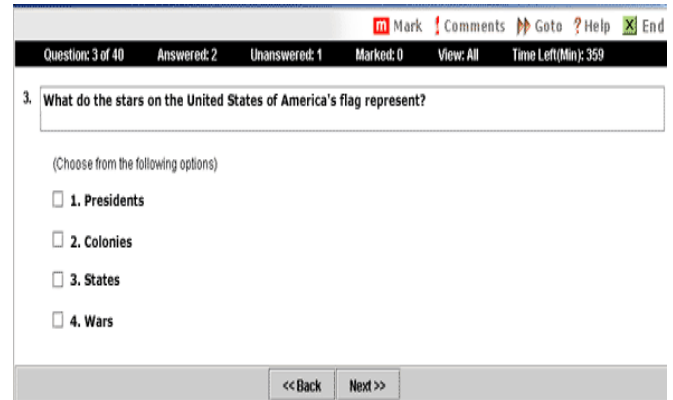 m Mark ! Comments Goto ? Help X End
Question: 3 of 40 Answered: 2 Unanswered: 1 Marked: 0 View: All Time Left(Min): 359
3. What do the stars on the United States of America's flag represent?
(Choose from the following options)
1. Presidents
2. Colonies
3. States
4. Wars
<< Back Next >>